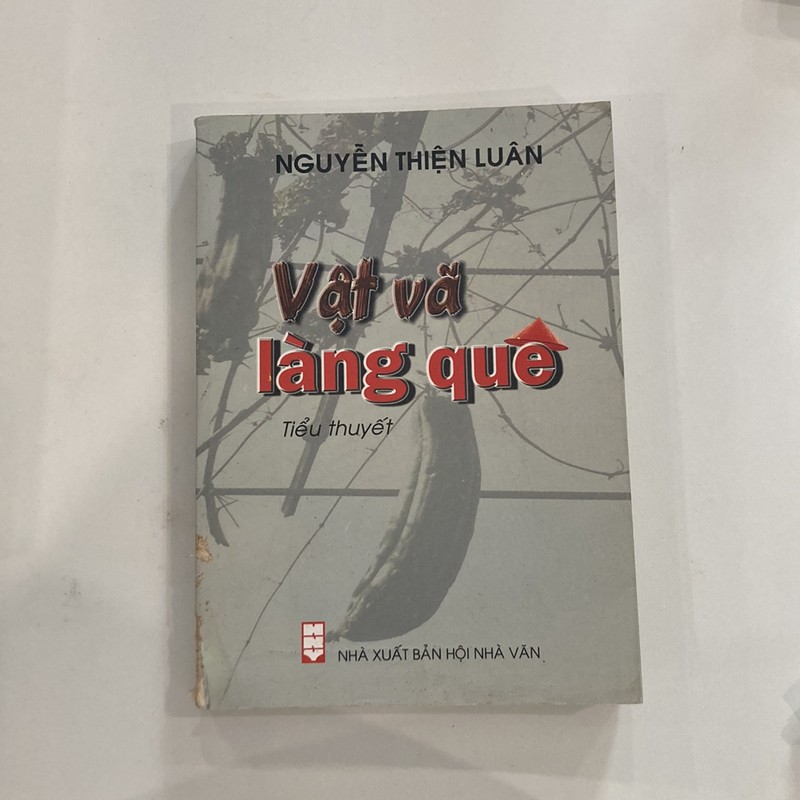 NGUYỄN THIỆN LUÂN
Vật vã
làng quê
Tiểu thuyết
NHÀ XUẤT BẢN HỘI NHÀ VĂN